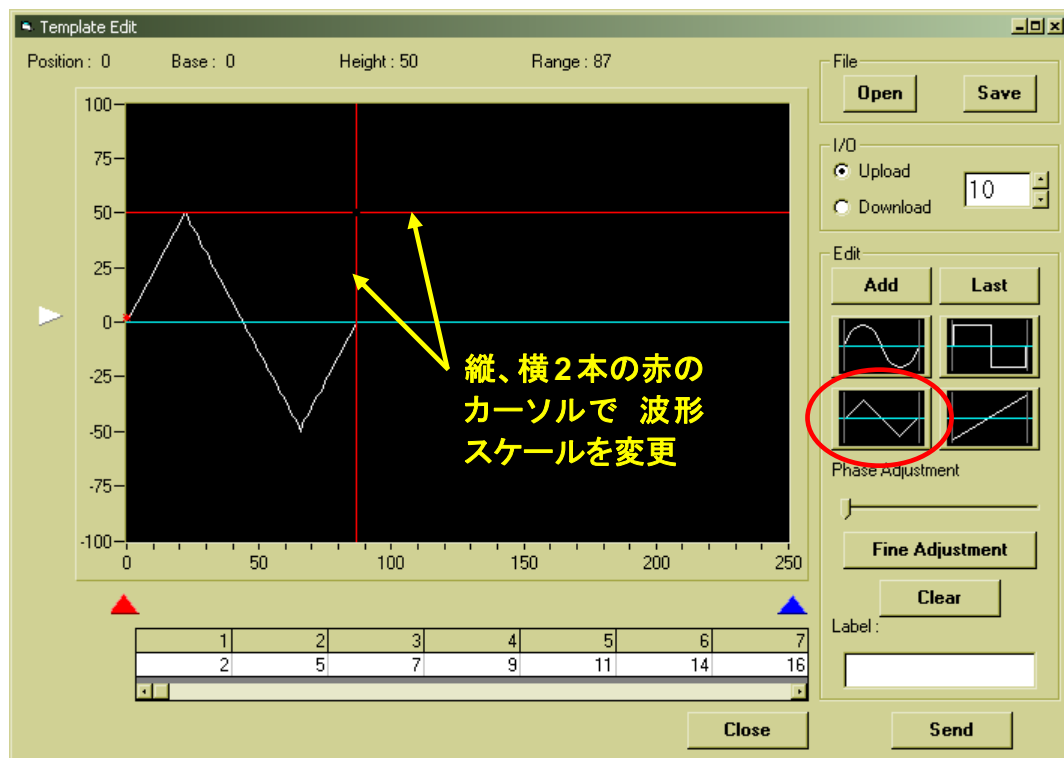 Template Edit
Position : 0 Base : 0 Height : 50 Range : 87
100
75
50
25
0
-25
-50
-75
-100
0 50 100 150 200 250
縦、横2本の赤の
カーソルで 波形
スケールを変更
1 2 3 4 5 6 7
2 5 7 9 11 14 16
Close
File
Open Save
I/O
Upload
Download
10
Edit
Add Last
Phase Adjustment
Fine Adjustment
Clear
Label :
Send